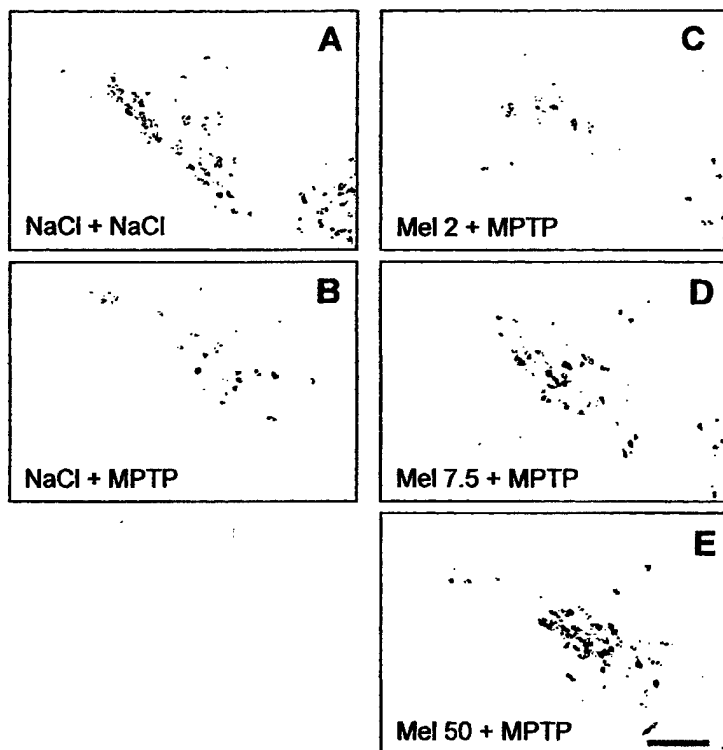 A
NaCl + NaCl
B
NaCl + MPTP
C
Mel 2 + MPTP
D
Mel 7.5 + MPTP
E
Mel 50 + MPTP